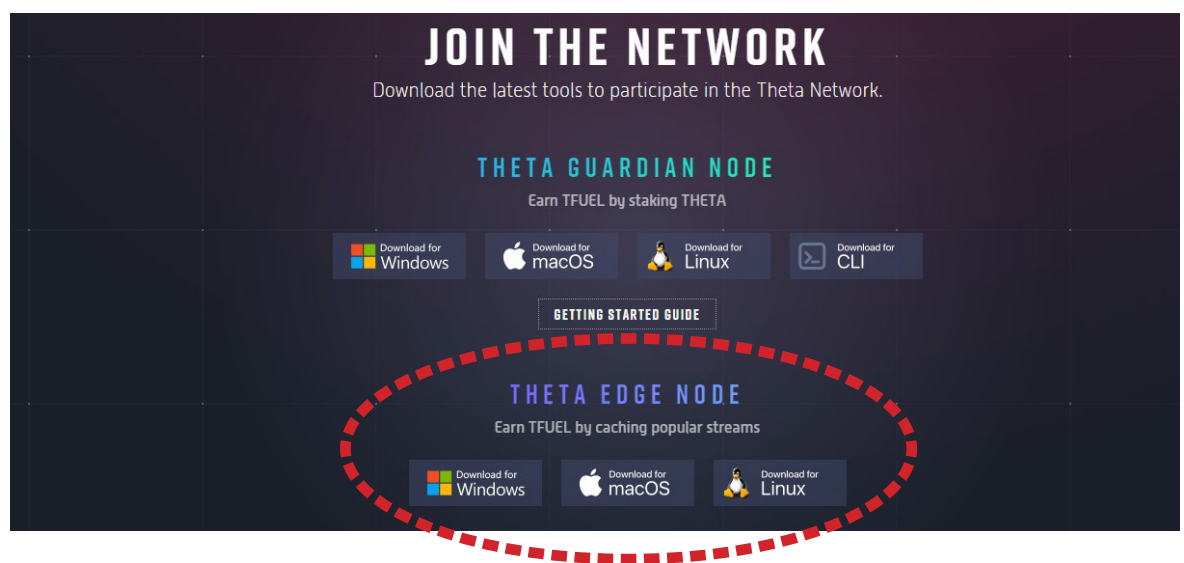 JOIN THE NETWORK
Download the latest tools to participate in the Theta Network.
THETA GUARDIAN NODE
Earn TFUEL by staking THETA
Download for Windows
Download for macOS
Download for Linux
Download for CLI
GETTING STARTED GUIDE
THETA EDGE NODE
Earn TFUEL by caching popular streams
Download for Windows
Download for macOS
Download for Linux